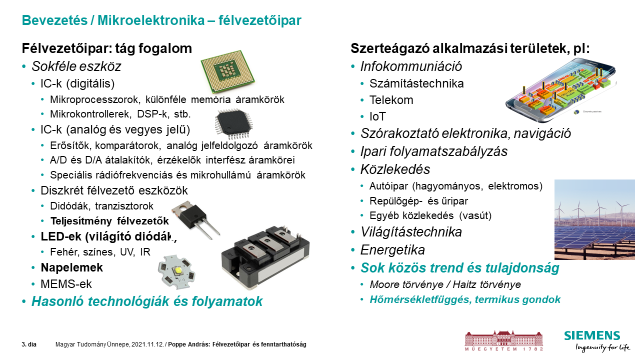 Bevezetés / Mikroelektronika – félvezetőipar
Félvezetőipar: tág fogalom
• Sokféle eszköz
• IC-k (digitális)
• Mikroprocesszorok, különféle memória áramkörök
• Mikrokontrollerek, DSP-k, stb.
• IC-k (analóg és vegyes jelű)
• Erősítők, komparátorok, analóg jelfeldolgozó áramkörök
• A/D és D/A átalakítók, érzékelők interfész áramkörei
• Speciális rádiófrekvenciás és mikrohullámú áramkörök
• Diszkrét félvezető eszközök
• Didódák, tranzisztorok
• Teljesítmény félvezetők
• LED-ek (világító diódák)
• Fehér, színes, UV, IR
• Napelemek
• MEMS-ek
• Hasonló technológiák és folyamatok
Szerteágazó alkalmazási területek, pl:
• Infokommunikáció
• Számítástechnika
• Telekom
• IoT
• Szórakoztató elektronika, navigáció
• Ipari folyamatszabályzás
• Közlekedés
• Autóipar (hagyományos, elektromos)
• Repülőgép- és űripar
• Egyéb közlekedés (vasút)
• Világítástechnika
• Energetika
• Sok közös trend és tulajdonság
• Moore törvénye / Haitz törvénye
• Hőmérsékletfüggés, termikus gondok
3. dia
Magyar Tudomány Ünnepe, 2021.11.12. / Poppe András: Félvezetőipar és fenntarthatóság
MŰEGYETEM 1782
SIEMENS
Ingenuity for life